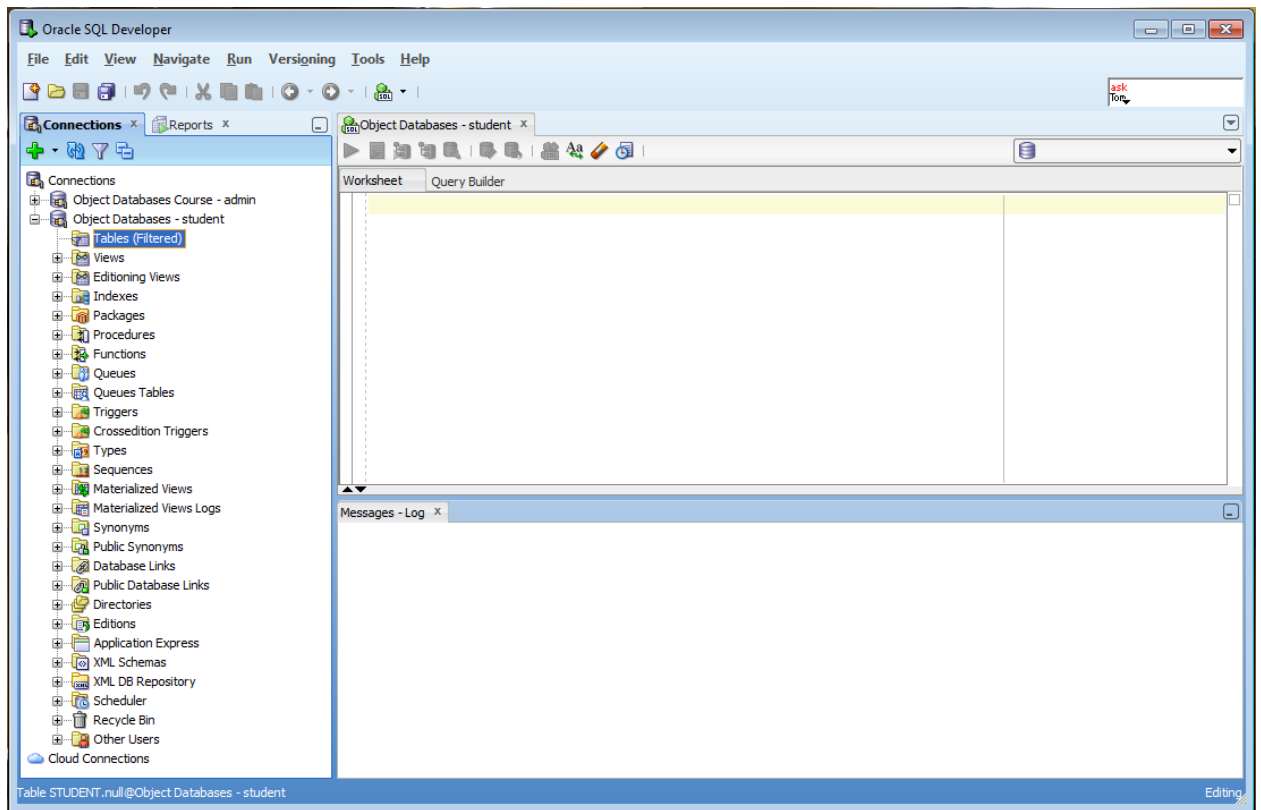 Oracle SQL Developer
File Edit View Navigate Run Versioning Tools Help
ask
Tom
Connections x Reports x
Object Databases - student x
Aa
Worksheet Query Builder
Connections
Object Databases Course - admin
Object Databases - student
Tables (Filtered)
Views
Editioning Views
Indexes
Packages
Procedures
Functions
Queues
Queues Tables
Triggers
Crossedition Triggers
Types
Sequences
Materialized Views
Materialized Views Logs
Synonyms
Public Synonyms
Database Links
Public Database Links
Directories
Editions
Application Express
XML Schemas
XML DB Repository
Scheduler
Recycle Bin
Other Users
Cloud Connections
Messages - Log x
Table STUDENT.null@Object Databases - student
Editing